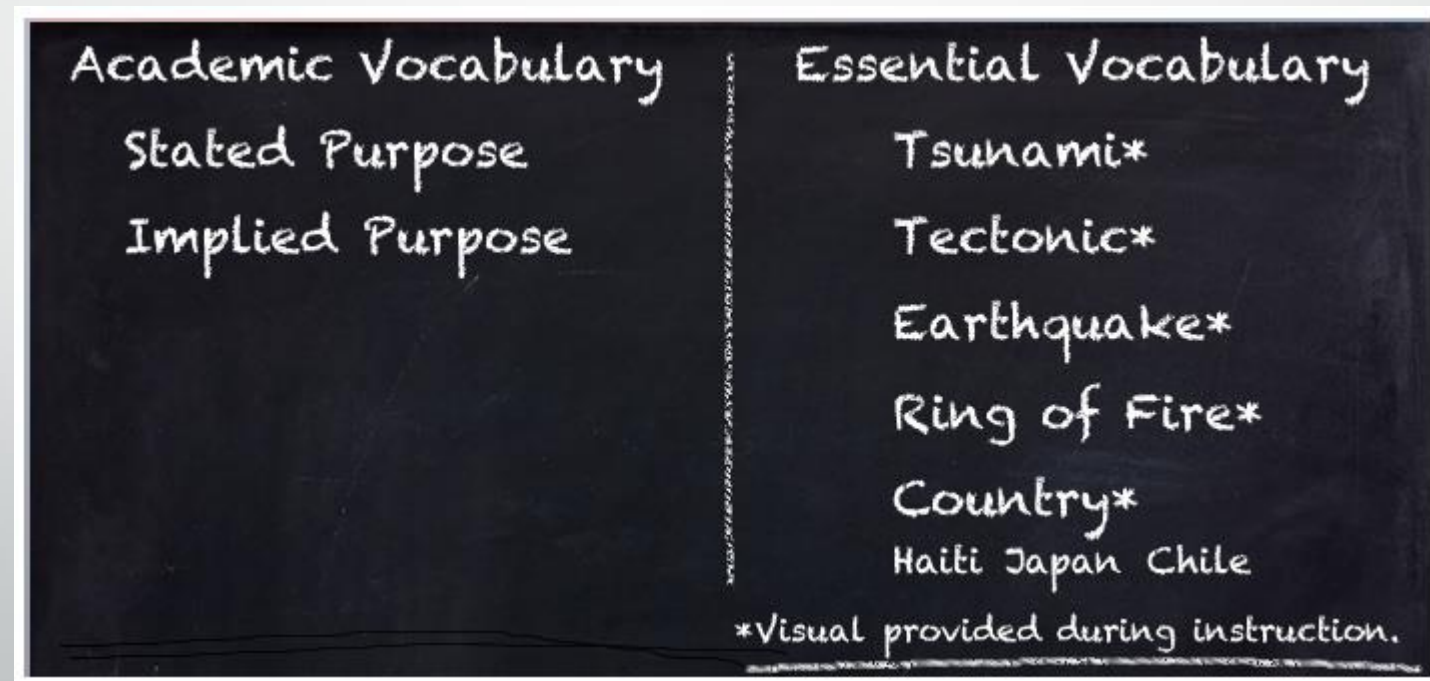 Academic Vocabulary
Stated Purpose
Implied Purpose
Essential Vocabulary
Tsunami*
Tectonic*
Earthquake*
Ring of Fire*
Country*
Haiti Japan Chile
*Visual provided during instruction.